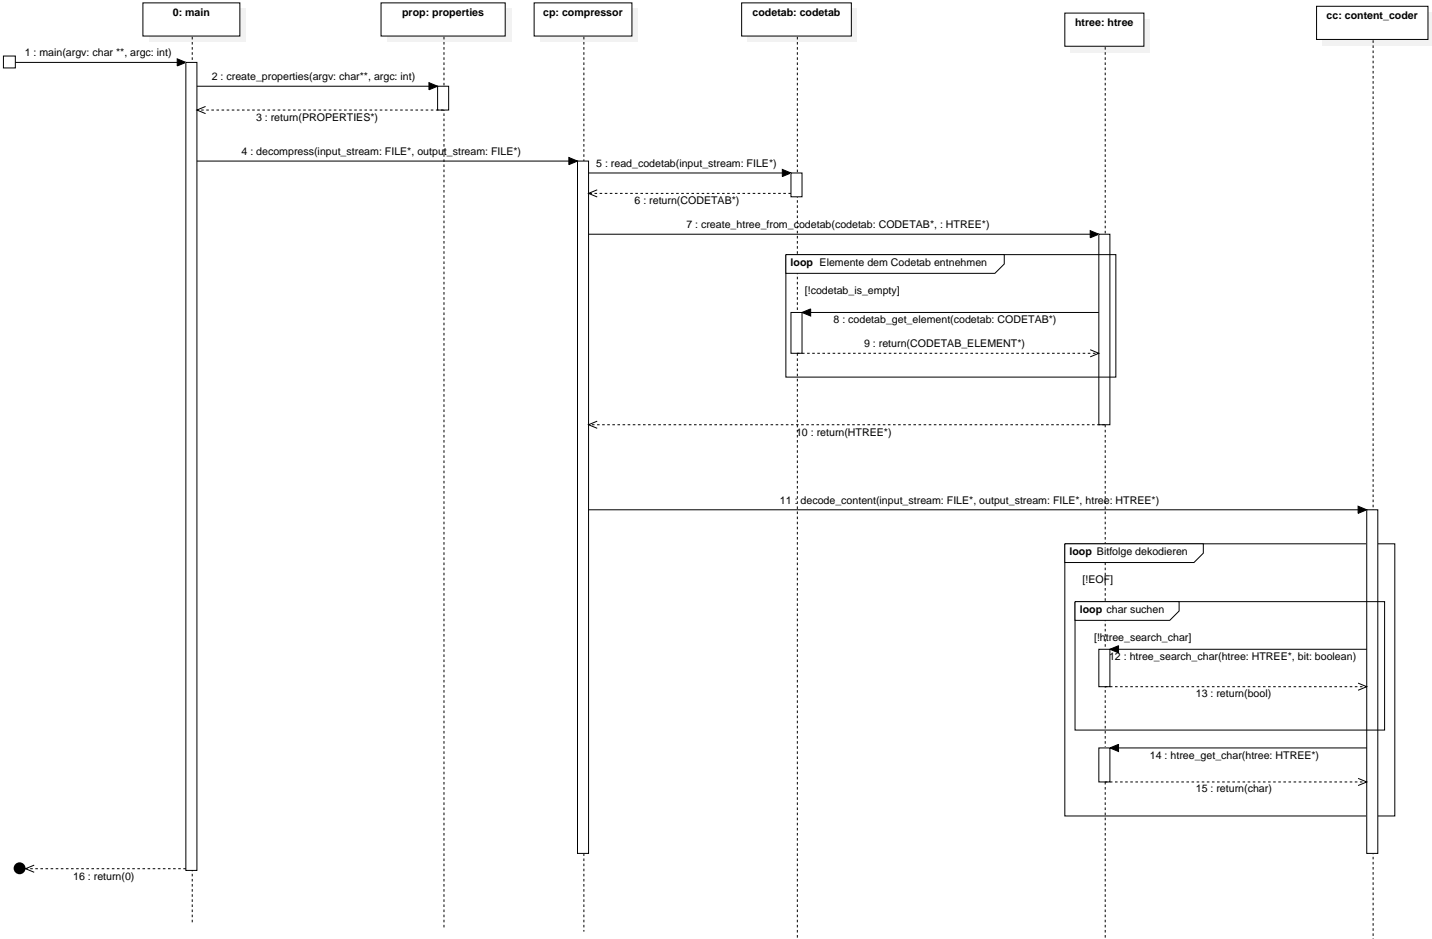 0: main
prop: properties
cp: compressor
codetab: codetab
htree: htree
cc: content_coder
1 : main(argv: char **, argc: int)
2 : create_properties(argv: char**, argc: int)
3 : return(PROPERTIES*)
4 : decompress(input_stream: FILE*, output_stream: FILE*)
5 : read_codetab(input_stream: FILE*)
6 : return(CODETAB*)
7 : create_htree_from_codetab(codetab: CODETAB*, : HTREE*)
loop Elemente dem Codetab entnehmen
[!codetab_is_empty]
8 : codetab_get_element(codetab: CODETAB*)
9 : return(CODETAB_ELEMENT*)
10 : return(HTREE*)
11 : decode_content(input_stream: FILE*, output_stream: FILE*, htree: HTREE*)
loop Bitfolge dekodieren
[!EOF]
loop char suchen
[!htree_search_char]
12 : htree_search_char(htree: HTREE*, bit: boolean)
13 : return(bool)
14 : htree_get_char(htree: HTREE*)
15 : return(char)
16 : return(0)